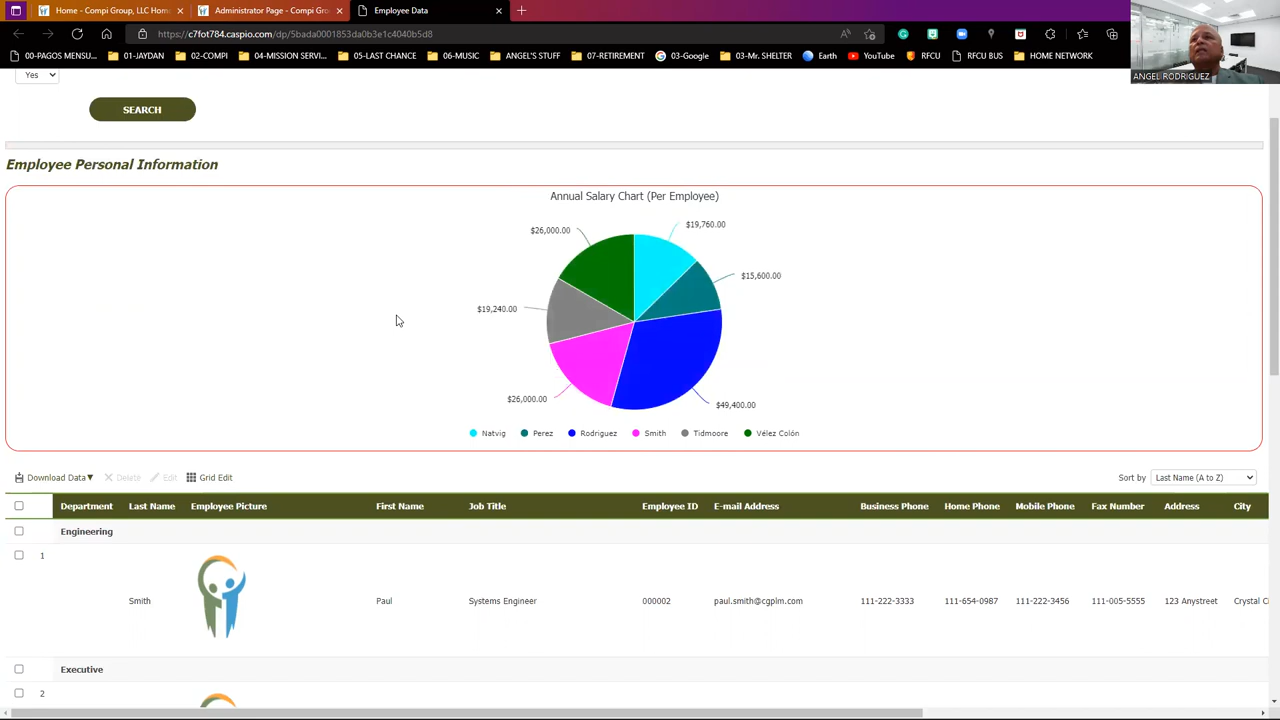 Home - Compi Group, LLC Hom
Administrator Page - Compi Gro
Employee Data
https://c7fot784.caspio.com/dp/5bada0001853da0b3e1c4040b5d8
00-PAGOS MENSU...
01-JAYDAN
02-COMPI
04-MISSION SERVI...
05-LAST CHANCE
06-MUSIC
ANGEL'S STUFF
07-RETIREMENT
03-Google
03-Mr. SHELTER
Earth
YouTube
RFCU
RFCU BUS
HOME NETWORK
ANGEL RODRIGUEZ
Yes
SEARCH
Employee Personal Information
Annual Salary Chart (Per Employee)
$26,000.00
$19,760.00
$15,600.00
$19,240.00
$26,000.00
$49,400.00
Natvig Perez Rodriguez Smith Tidmoore Vélez Colón
Download Data▼ Delete Edit Grid Edit Sort by Last Name (A to Z)
Department Last Name Employee Picture First Name Job Title Employee ID E-mail Address Business Phone Home Phone Mobile Phone Fax Number Address City
Engineering
1
Smith Paul Systems Engineer 000002 paul.smith@cgplm.com 111-222-3333 111-654-0987 111-222-3456 111-005-5555 123 Anystreet Crystal Ci
Executive
2